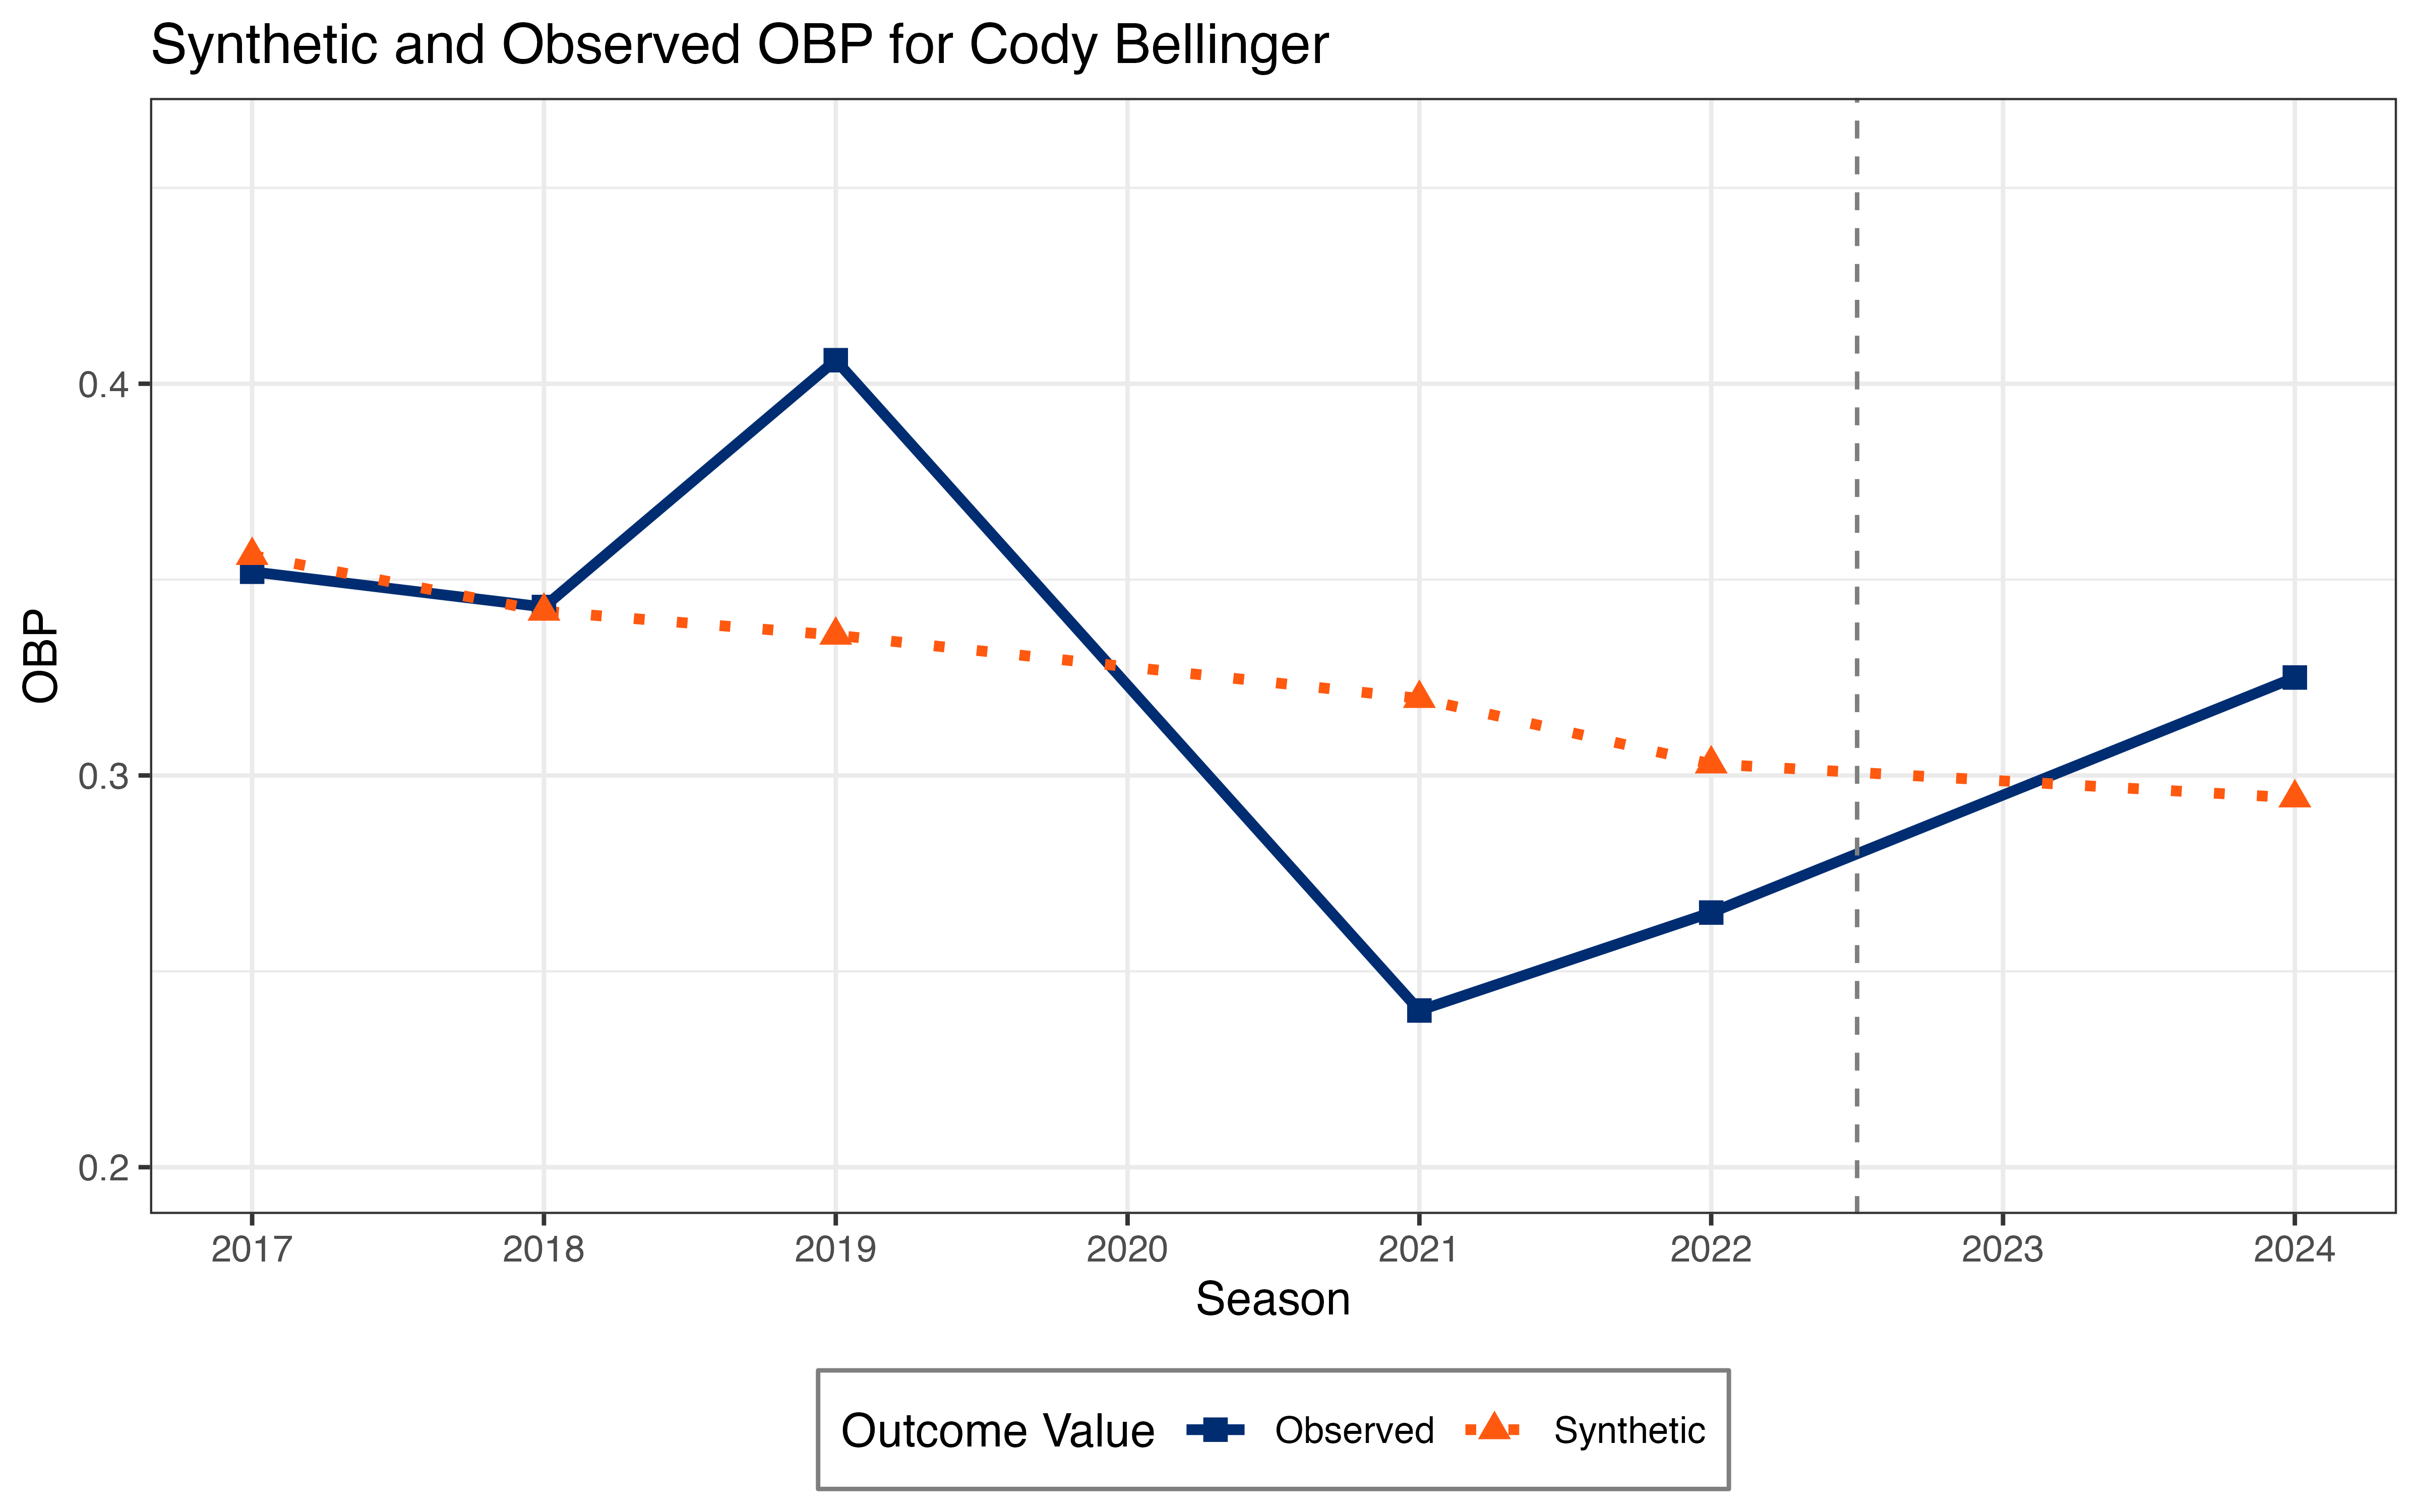 Synthetic and Observed OBP for Cody Bellinger
OBP
0.4
0.3
0.2
2017 2018 2019 2020 2021 2022 2023 2024
Season
Outcome Value Observed Synthetic